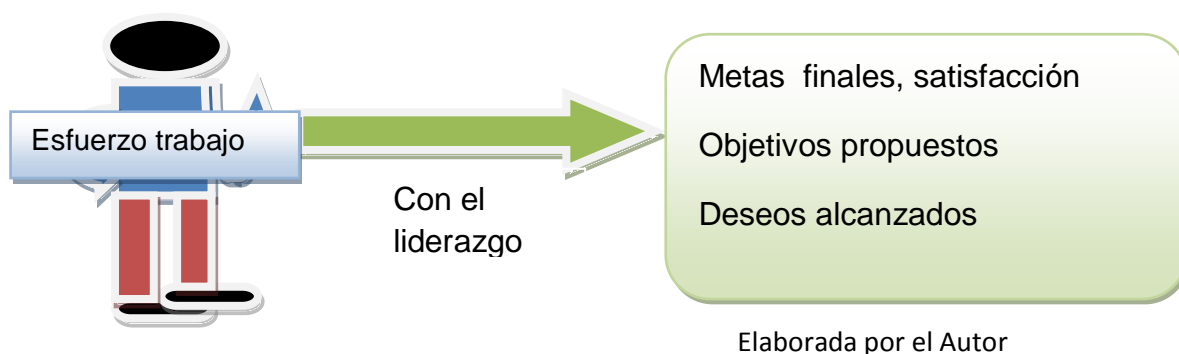 Esfuerzo trabajo
Con el
liderazgo
Metas finales, satisfacción
Objetivos propuestos
Deseos alcanzados
Elaborada por el Autor